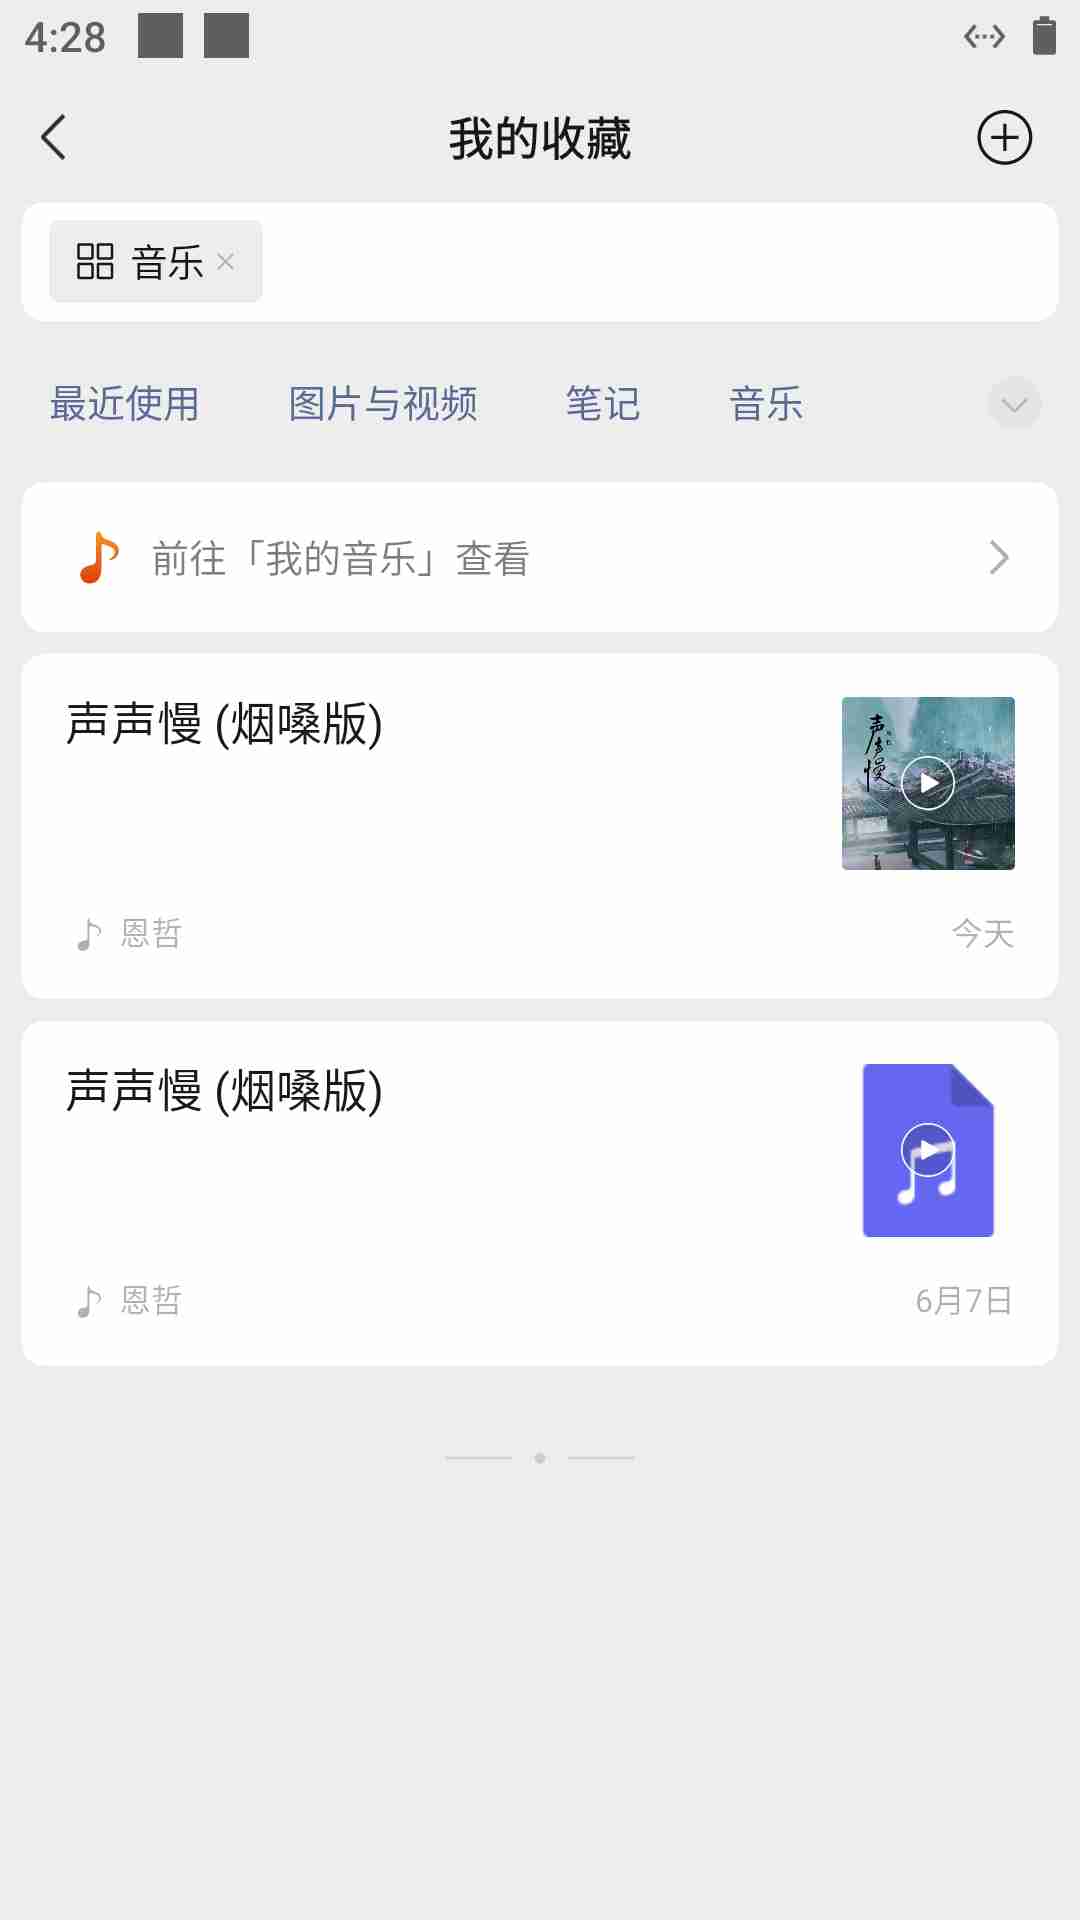 4:28
我的收藏
音乐
最近使用 图片与视频 笔记 音乐
前往「我的音乐」查看
声声慢 (烟嗓版)
声声慢
恩哲 今天
声声慢 (烟嗓版)
恩哲 6月7日